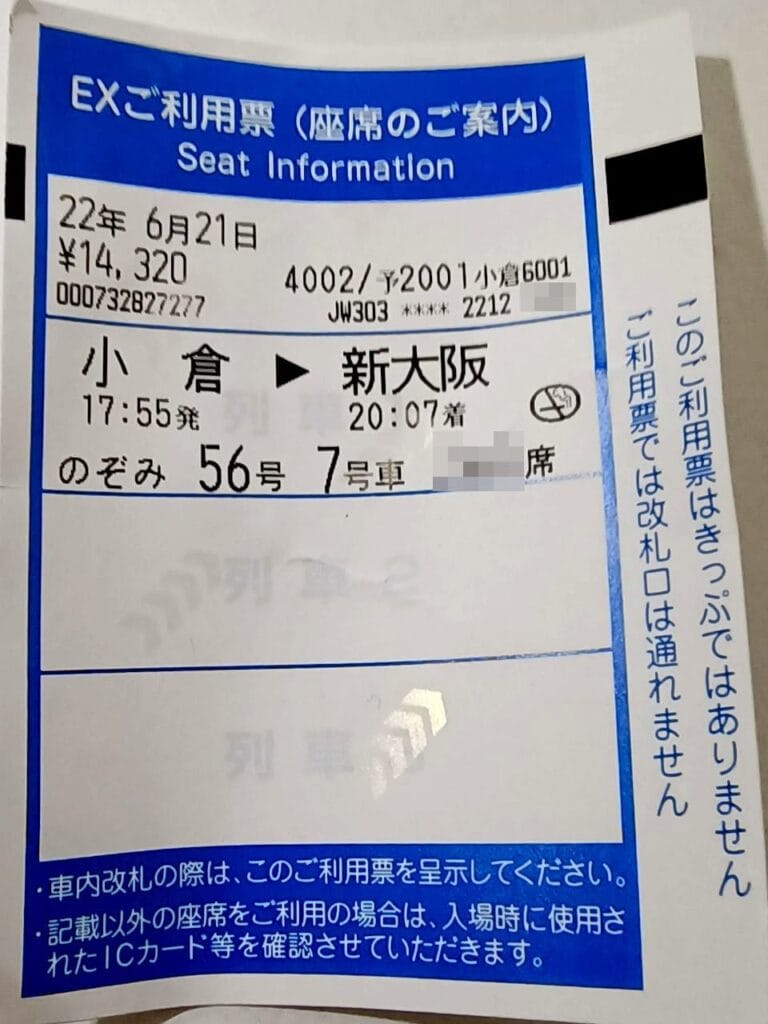 EXご利用票（座席のご案内）
Seat Information
22年 6月21日
¥14,320
4002/予2001小倉6001
000732827277
JW303 **** 2212
小 倉 ▶ 新大阪
17:55発 20:07着
のぞみ 56号 7号車 席
列 車 2
列 車
・車内改札の際は、このご利用票を呈示してください。
・記載以外の座席をご利用の場合は、入場時に使用さ
れたICカード等を確認させていただきます。
このご利用票はきっぷではありません
ご利用票では改札口は通れません